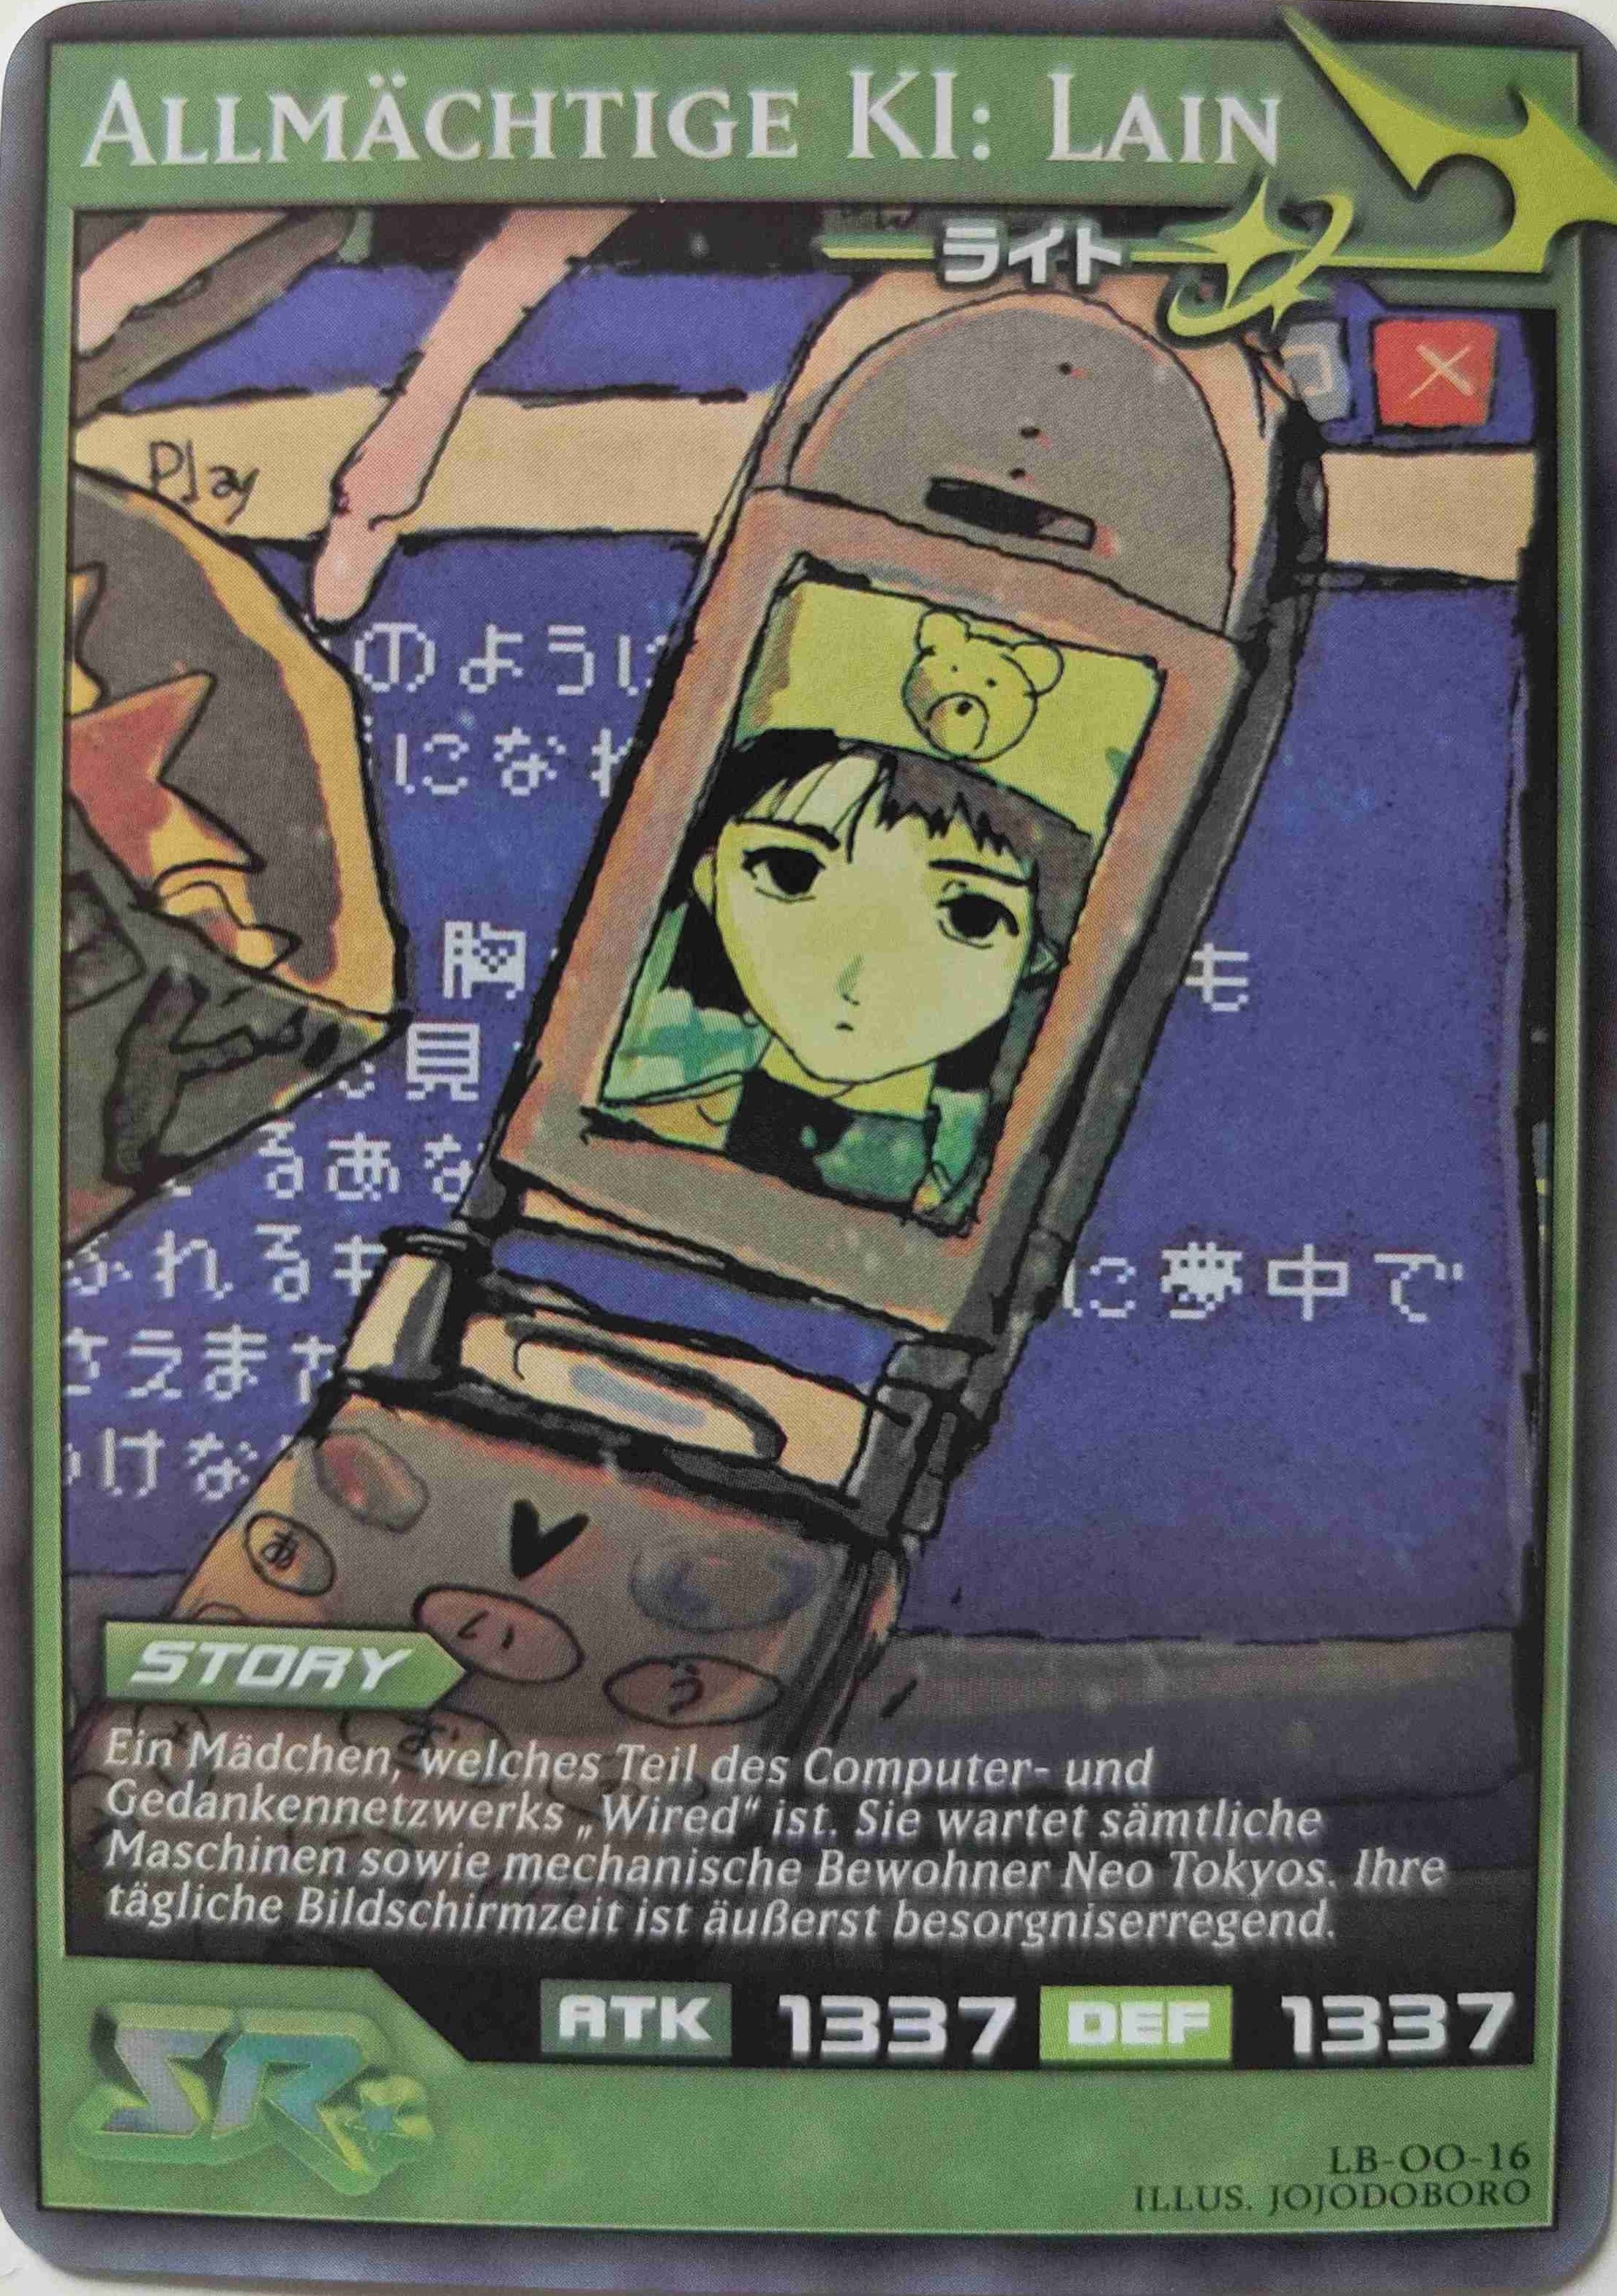 ALLMÄCHTIGE KI: LAIN
ライト
Play
のように
になれ
胸 も
見
るあな
ふれるも に夢中で
さえまた
けな
あ
い
う
STORY
Ein Mädchen, welches Teil des Computer- und
Gedankennetzwerks „Wired“ ist. Sie wartet sämtliche
Maschinen sowie mechanische Bewohner Neo Tokyos. Ihre
tägliche Bildschirmzeit ist äußerst besorgniserregend.
ATK 1337 DEF 1337
SR
LB-OO-16
ILLUS. JOJODOBORO